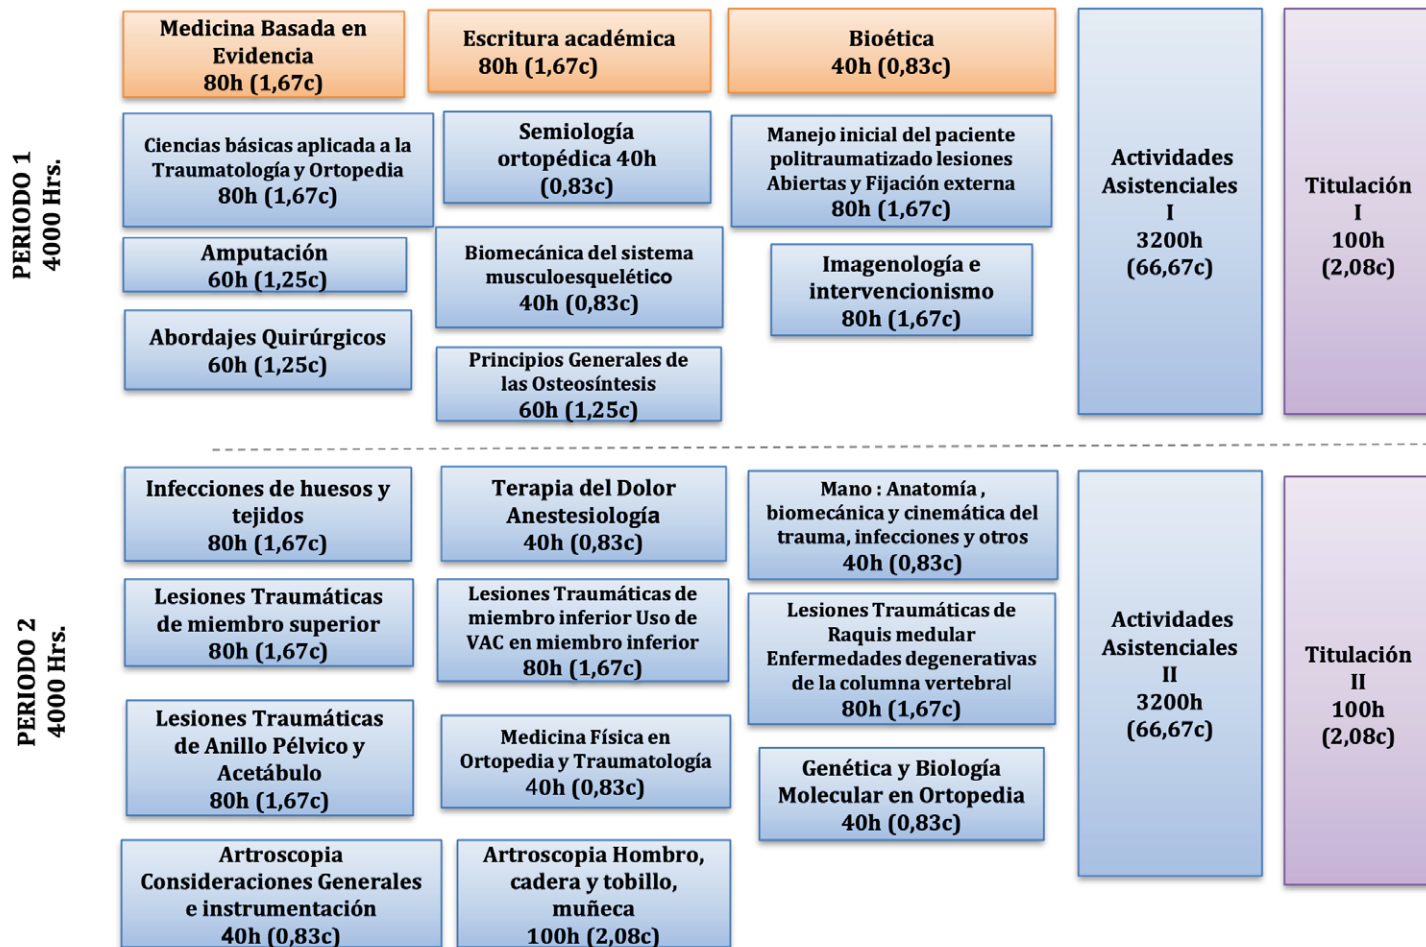 PERIODO 1
4000 Hrs.
Medicina Basada en
Evidencia
80h (1,67c)
Escritura académica
80h (1,67c)
Bioética
40h (0,83c)
Ciencias básicas aplicada a la
Traumatología y Ortopedia
80h (1,67c)
Semiología
ortopédica 40h
(0,83c)
Manejo inicial del paciente
politraumatizado lesiones
Abiertas y Fijación externa
80h (1,67c)
Amputación
60h (1,25c)
Biomecánica del sistema
musculoesquelético
40h (0,83c)
Imagenología e
intervencionismo
80h (1,67c)
Abordajes Quirúrgicos
60h (1,25c)
Principios Generales de
las Osteosíntesis
60h (1,25c)
Actividades
Asistenciales
I
3200h
(66,67c)
Titulación
I
100h
(2,08c)
PERIODO 2
4000 Hrs.
Infecciones de huesos y
tejidos
80h (1,67c)
Terapia del Dolor
Anestesiología
40h (0,83c)
Mano : Anatomía ,
biomecánica y cinemática del
trauma, infecciones y otros
40h (0,83c)
Lesiones Traumáticas
de miembro superior
80h (1,67c)
Lesiones Traumáticas de
miembro inferior Uso de
VAC en miembro inferior
80h (1,67c)
Lesiones Traumáticas de
Raquis medular
Enfermedades degenerativas
de la columna vertebral
80h (1,67c)
Lesiones Traumáticas
de Anillo Pélvico y
Acetábulo
80h (1,67c)
Medicina Física en
Ortopedia y Traumatología
40h (0,83c)
Genética y Biología
Molecular en Ortopedia
40h (0,83c)
Artroscopia
Consideraciones Generales
e instrumentación
40h (0,83c)
Artroscopia Hombro,
cadera y tobillo,
muñeca
100h (2,08c)
Actividades
Asistenciales
II
3200h
(66,67c)
Titulación
II
100h
(2,08c)